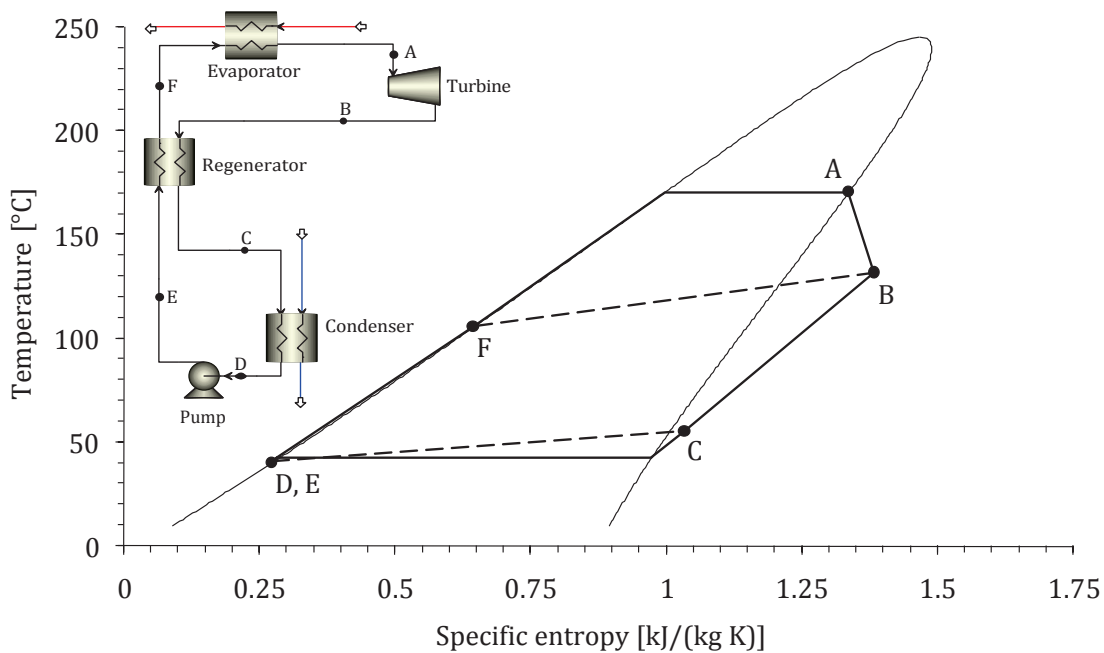 250
200
150
100
50
0
Temperature [°C]
0
0.25
0.5
0.75
1
1.25
1.5
1.75
Specific entropy [kJ/(kg K)]
Evaporator
A
Turbine
F
B
Regenerator
C
E
Condenser
D
Pump
A
B
F
C
D, E